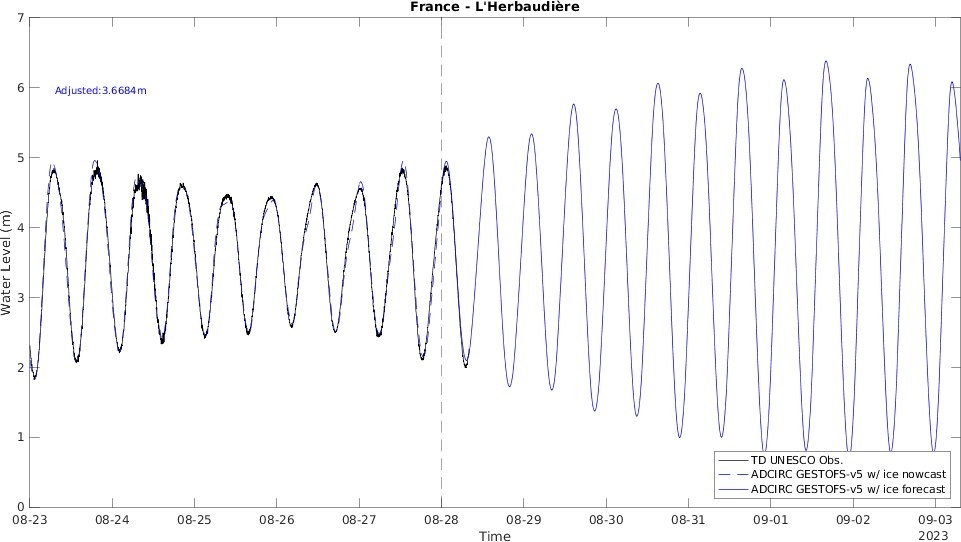 France - L'Herbaudière
7
6
5
4
3
2
1
0
Water Level (m)
Adjusted:3.6684m
TD UNESCO Obs.
ADCIRC GESTOFS-v5 w/ ice nowcast
ADCIRC GESTOFS-v5 w/ ice forecast
08-23 08-24 08-25 08-26 08-27 08-28 08-29 08-30 08-31 09-01 09-02 09-03
2023
Time